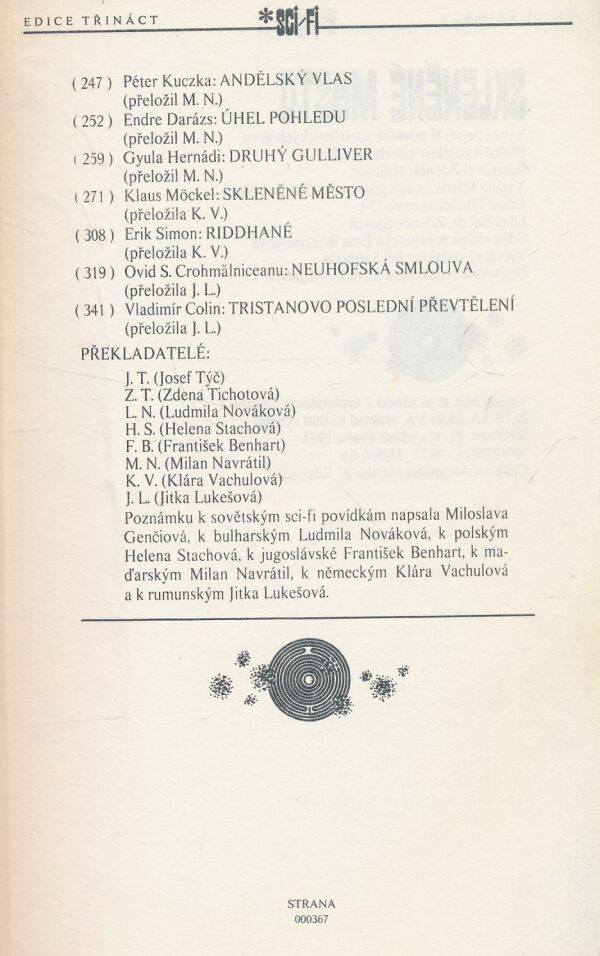 EDICE TŘINÁCT
*SCI/FI
(247) Péter Kuczka: ANDĚLSKÝ VLAS
(přeložil M. N.)
(252) Endre Darázs: ÚHEL POHLEDU
(přeložil M. N.)
(259) Gyula Hernádi: DRUHÝ GULLIVER
(přeložil M. N.)
(271) Klaus Möckel: SKLENĚNÉ MĚSTO
(přeložila K. V.)
(308) Erik Simon: RIDDHANÉ
(přeložila K. V.)
(319) Ovid S. Crohmălniceanu: NEUHOFSKÁ SMLOUVA
(přeložila J. L.)
(341) Vladimír Colin: TRISTANOVO POSLEDNÍ PŘEVTĚLENÍ
(přeložila J. L.)
PŘEKLADATELÉ:
J. T. (Josef Týč)
Z. T. (Zdena Tichotová)
L. N. (Ludmila Nováková)
H. S. (Helena Stachová)
F. B. (František Benhart)
M. N. (Milan Navrátil)
K. V. (Klára Vachulová)
J. L. (Jitka Lukešová)
Poznámku k sovětským sci-fi povídkám napsala Miloslava
Genčiová, k bulharským Ludmila Nováková, k polským
Helena Stachová, k jugoslávské František Benhart, k ma-
ďarským Milan Navrátil, k německým Klára Vachulová
a k rumunským Jitka Lukešová.
STRANA
000367